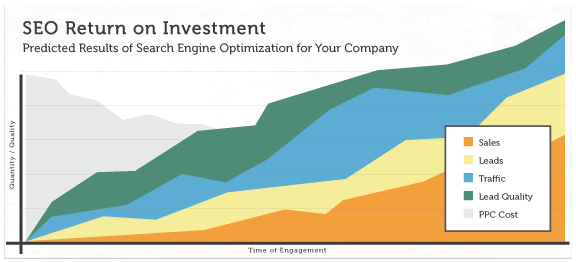 SEO Return on Investment
Predicted Results of Search Engine Optimization for Your Company
Quantity / Quality
Sales
Leads
Traffic
Lead Quality
PPC Cost
Time of Engagement